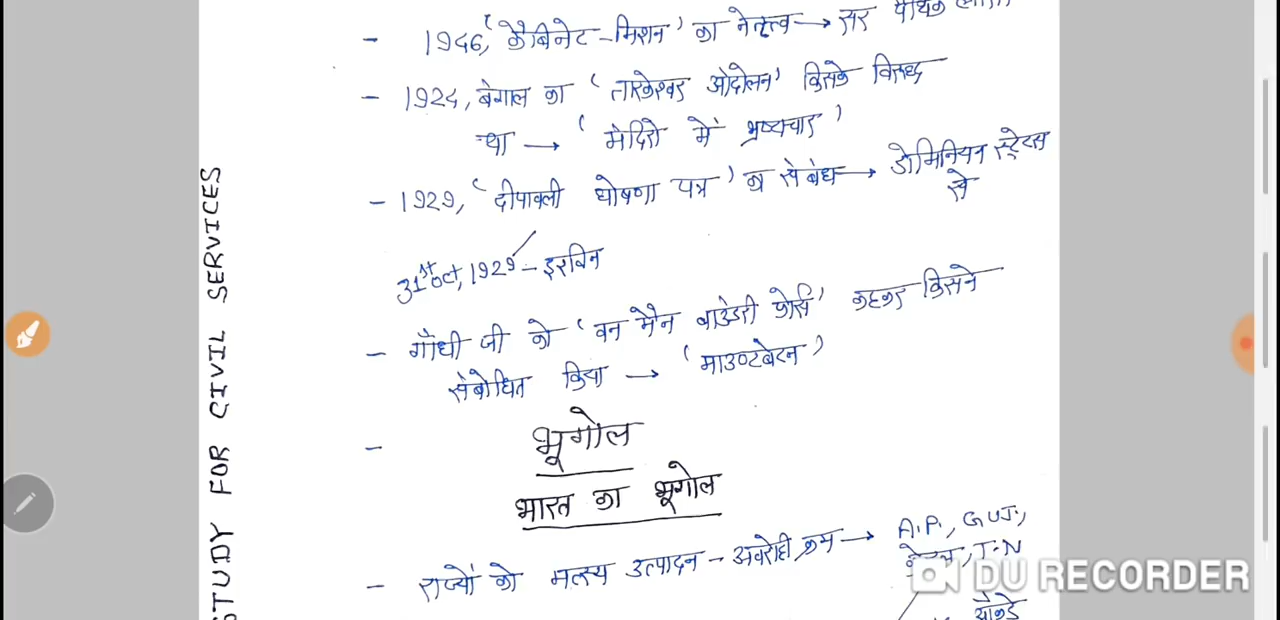 - 1946, 'कैबिनेट-मिशन' का नेतृत्व → सर
- 1924, बंगाल का 'तारकेश्वर आंदोलन' किसके विरुद्ध
था → 'मंदिरों में भ्रष्टाचार'
- 1929, 'दीपावली घोषणा पत्र' का संबंध → डोमिनियन स्टेटस
से
31st oct, 1929 - इरविन
- गाँधी जी को 'वन मैन बाउंड्री फोर्स' कहकर किसने
संबोधित किया → 'माउण्टबेटन'
- भूगोल
भारत का भूगोल
- राज्यों को मत्स्य उत्पादन - अवरोही क्रम → A.P., GUJ.,
T.N
DU RECORDER
STUDY FOR CIVIL SERVICES